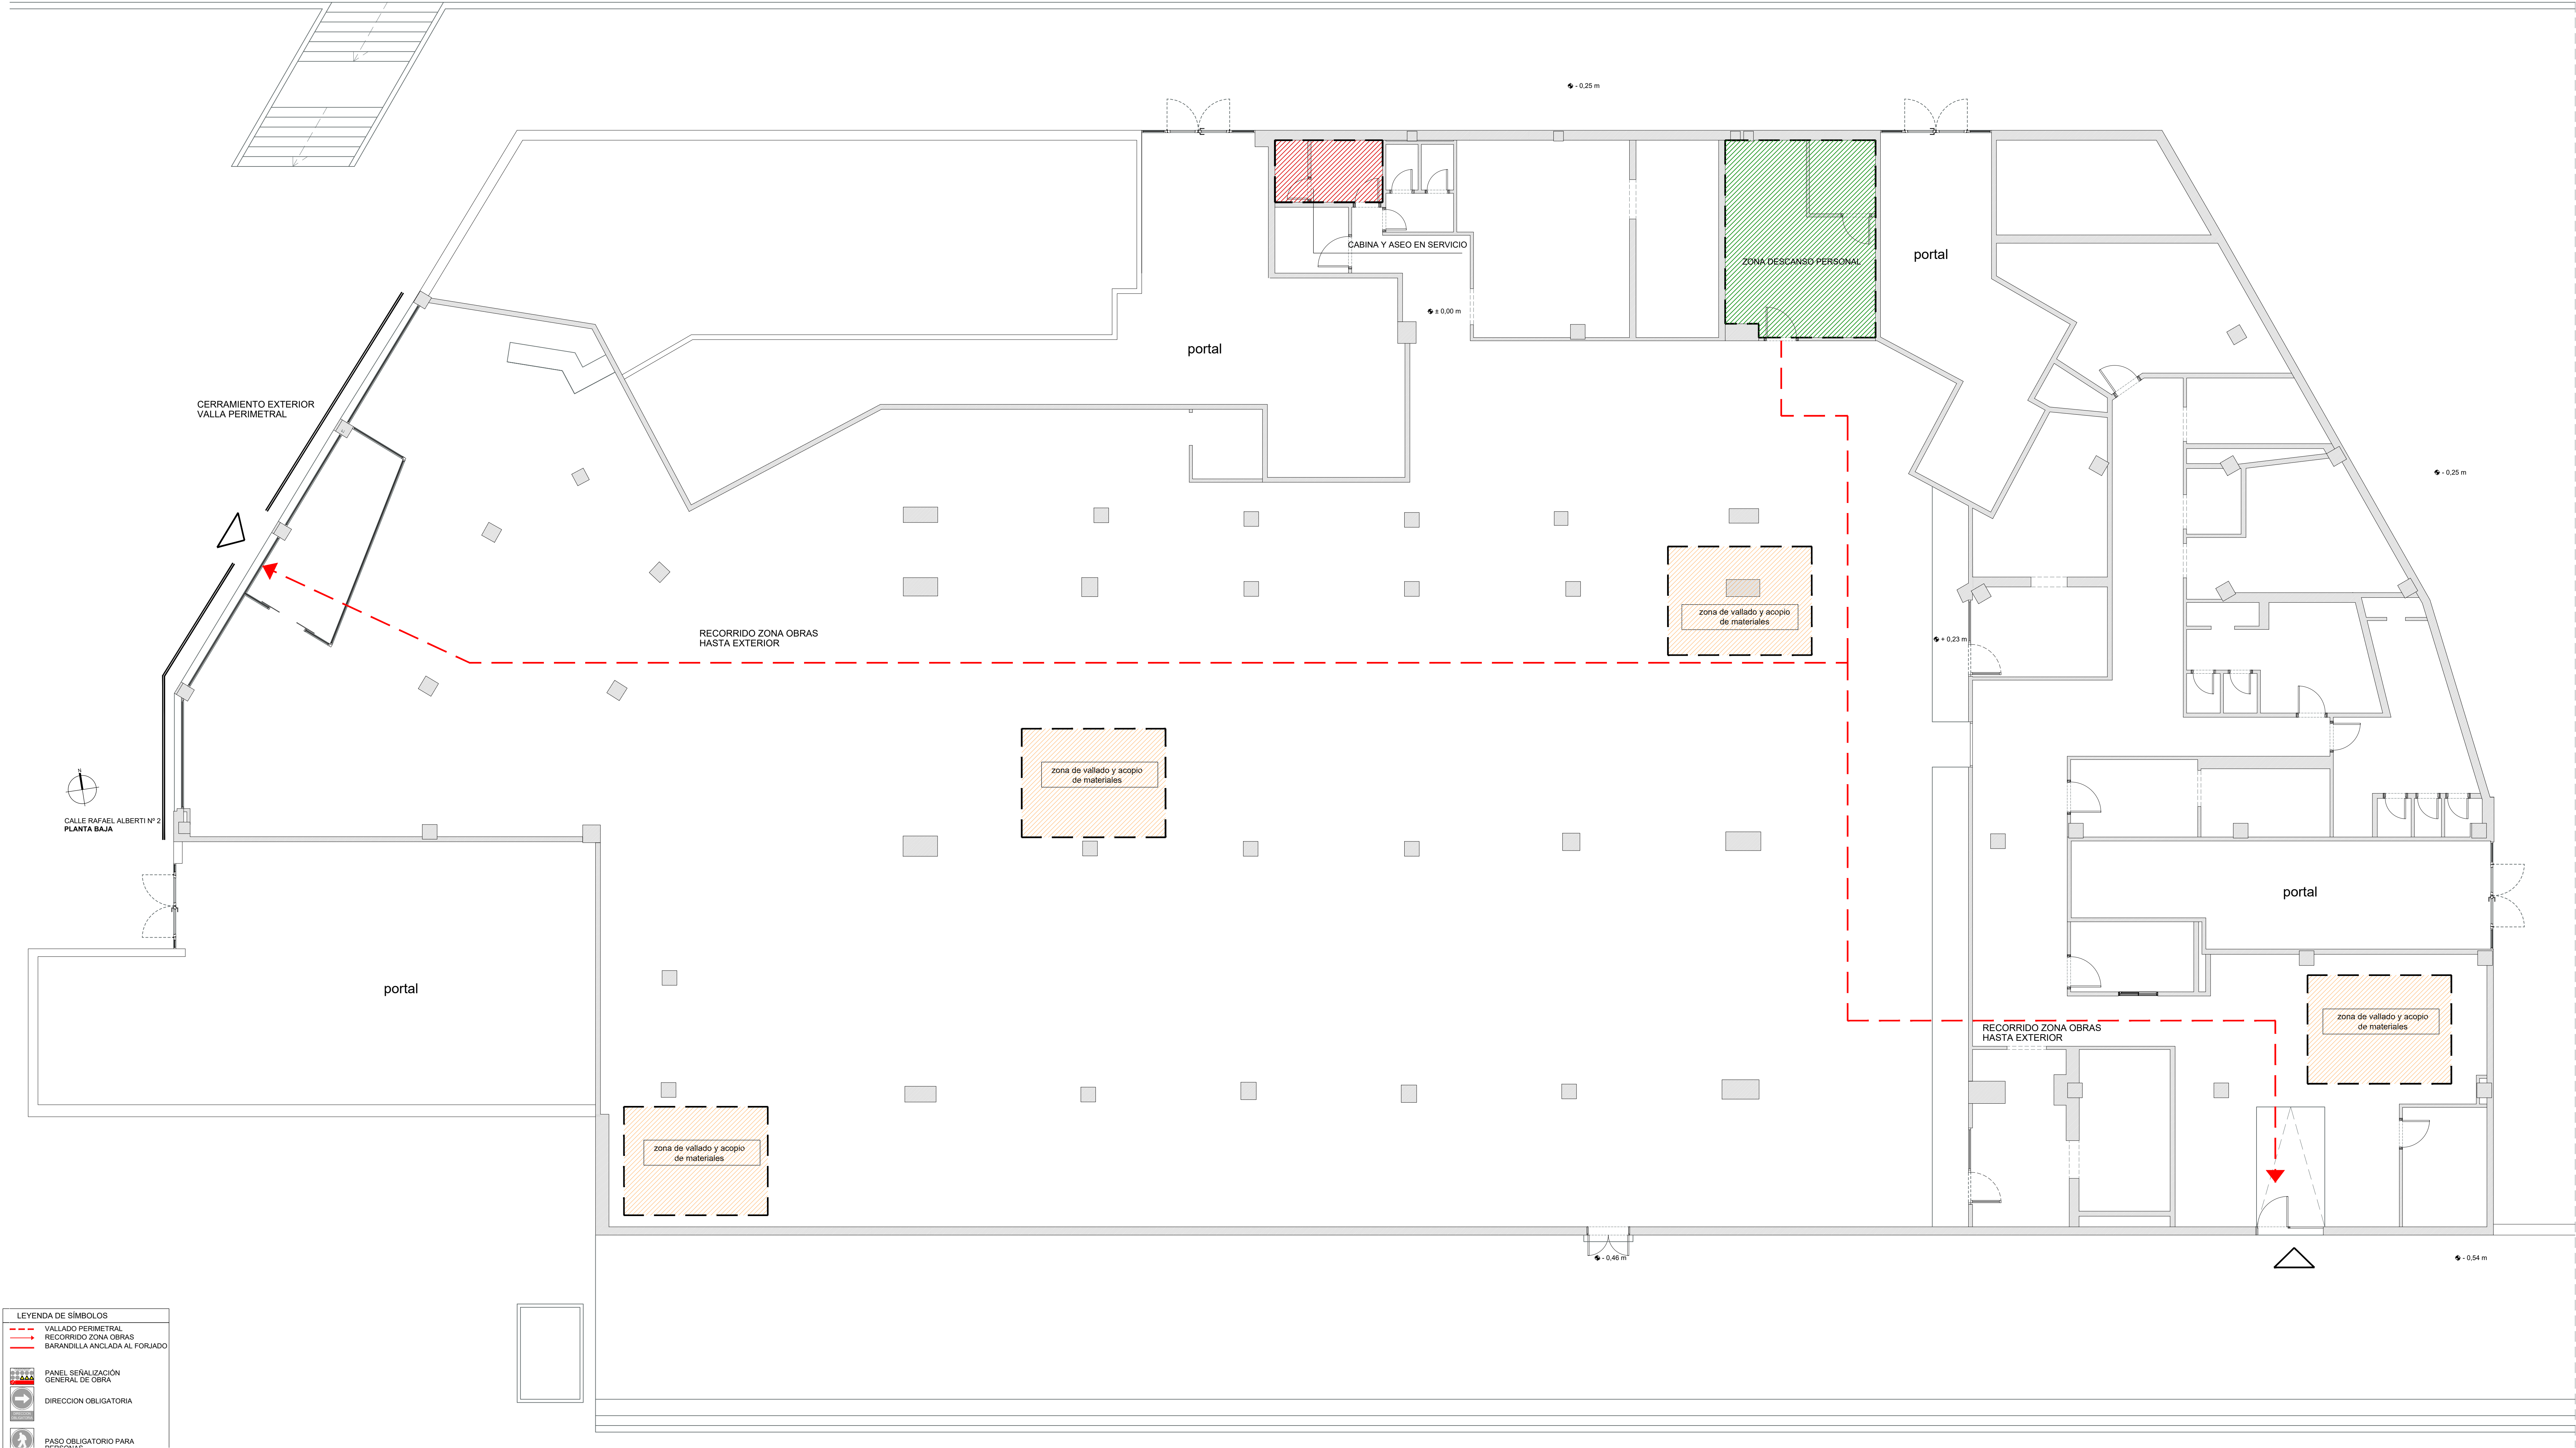 - 0,25 m
portal
CABINA Y ASEO EN SERVICIO
ZONA DESCANSO PERSONAL
± 0,00 m
portal
CERRAMIENTO EXTERIOR
VALLA PERIMETRAL
- 0,25 m
zona de vallado y acopio
de materiales
RECORRIDO ZONA OBRAS
HASTA EXTERIOR
+ 0,23 m
zona de vallado y acopio
de materiales
N
CALLE RAFAEL ALBERTI Nº 2
PLANTA BAJA
portal
portal
zona de vallado y acopio
de materiales
RECORRIDO ZONA OBRAS
HASTA EXTERIOR
zona de vallado y acopio
de materiales
- 0,46 m
- 0,54 m
LEYENDA DE SÍMBOLOS
VALLADO PERIMETRAL
RECORRIDO ZONA OBRAS
BARANDILLA ANCLADA AL FORJADO
PANEL SEÑALIZACIÓN
GENERAL DE OBRA
DIRECCION OBLIGATORIA
PASO OBLIGATORIO PARA
PERSONAS